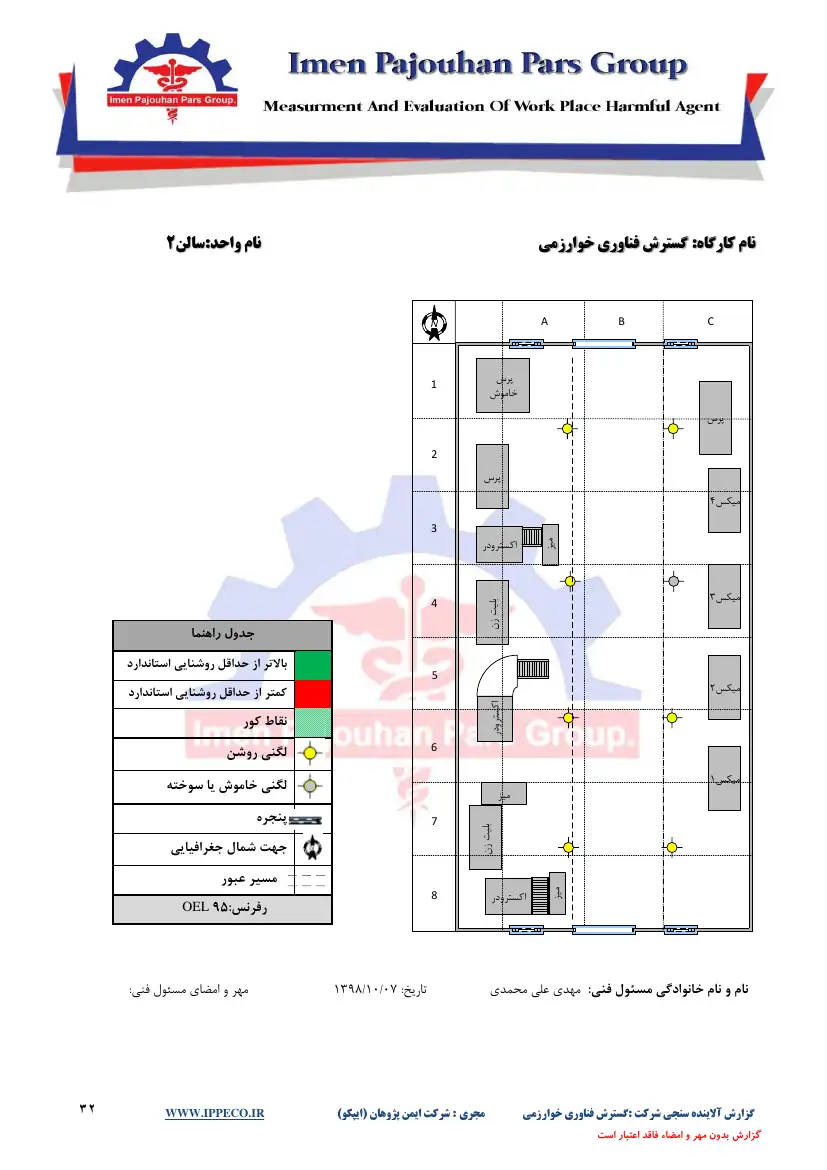 Imen Pajouhan Pars Group
Imen Pajouhan Pars Group.
Measurment And Evaluation Of Work Place Harmful Agent
نام کارگاه: گسترش فناوری خوارزمی
نام واحد:سالن۲
N
A B C
1
پرس خاموش
پرس
2
پرس
میکس۴
3
اکسترودر
میز
4
پلیت زن
میکس۳
5
اکسترودر
میکس۲
6
میکس۱
میز
7
پلیت زن
8
اکسترودر
میز
جدول راهنما
بالاتر از حداقل روشنایی استاندارد
کمتر از حداقل روشنایی استاندارد
نقاط کور
لگنی روشن
لگنی خاموش یا سوخته
پنجره
جهت شمال جغرافیایی
مسیر عبور
رفرنس:OEL ۹۵
Imen Pajouhan Pars Group.
نام و نام خانوادگی مسئول فنی: مهدی علی محمدی
تاریخ: ۱۳۹۸/۱۰/۰۷
مهر و امضای مسئول فنی:
گزارش آلاینده سنجی شرکت :گسترش فناوری خوارزمی
مجری : شرکت ایمن پژوهان (ایپکو)
WWW.IPPECO.IR
۳۲
گزارش بدون مهر و امضاء فاقد اعتبار است